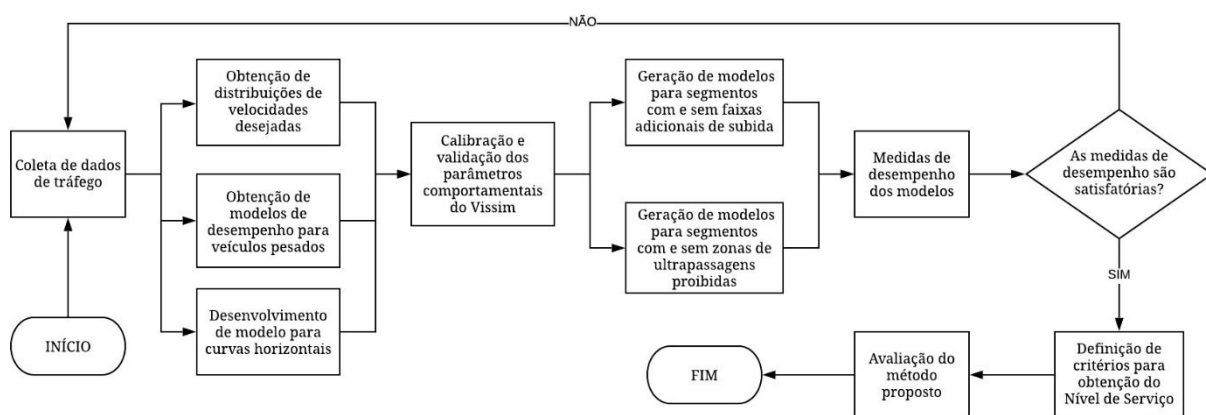 NÃO
Coleta de dados
de tráfego
INÍCIO
Obtenção de
distribuições de
velocidades
desejadas
Obtenção de
modelos de
desempenho para
veículos pesados
Desenvolvimento
de modelo para
curvas horizontais
Calibração e
validação dos
parâmetros
comportamentais
do Vissim
Geração de modelos
para segmentos
com e sem faixas
adicionais de subida
Geração de modelos
para segmentos
com e sem zonas de
ultrapassagens
proibidas
Medidas de
desempenho
dos modelos
As medidas de
desempenho são
satisfatórias?
SIM
Definição de
critérios para
obtenção do
Nível de Serviço
Avaliação do
método
proposto
FIM